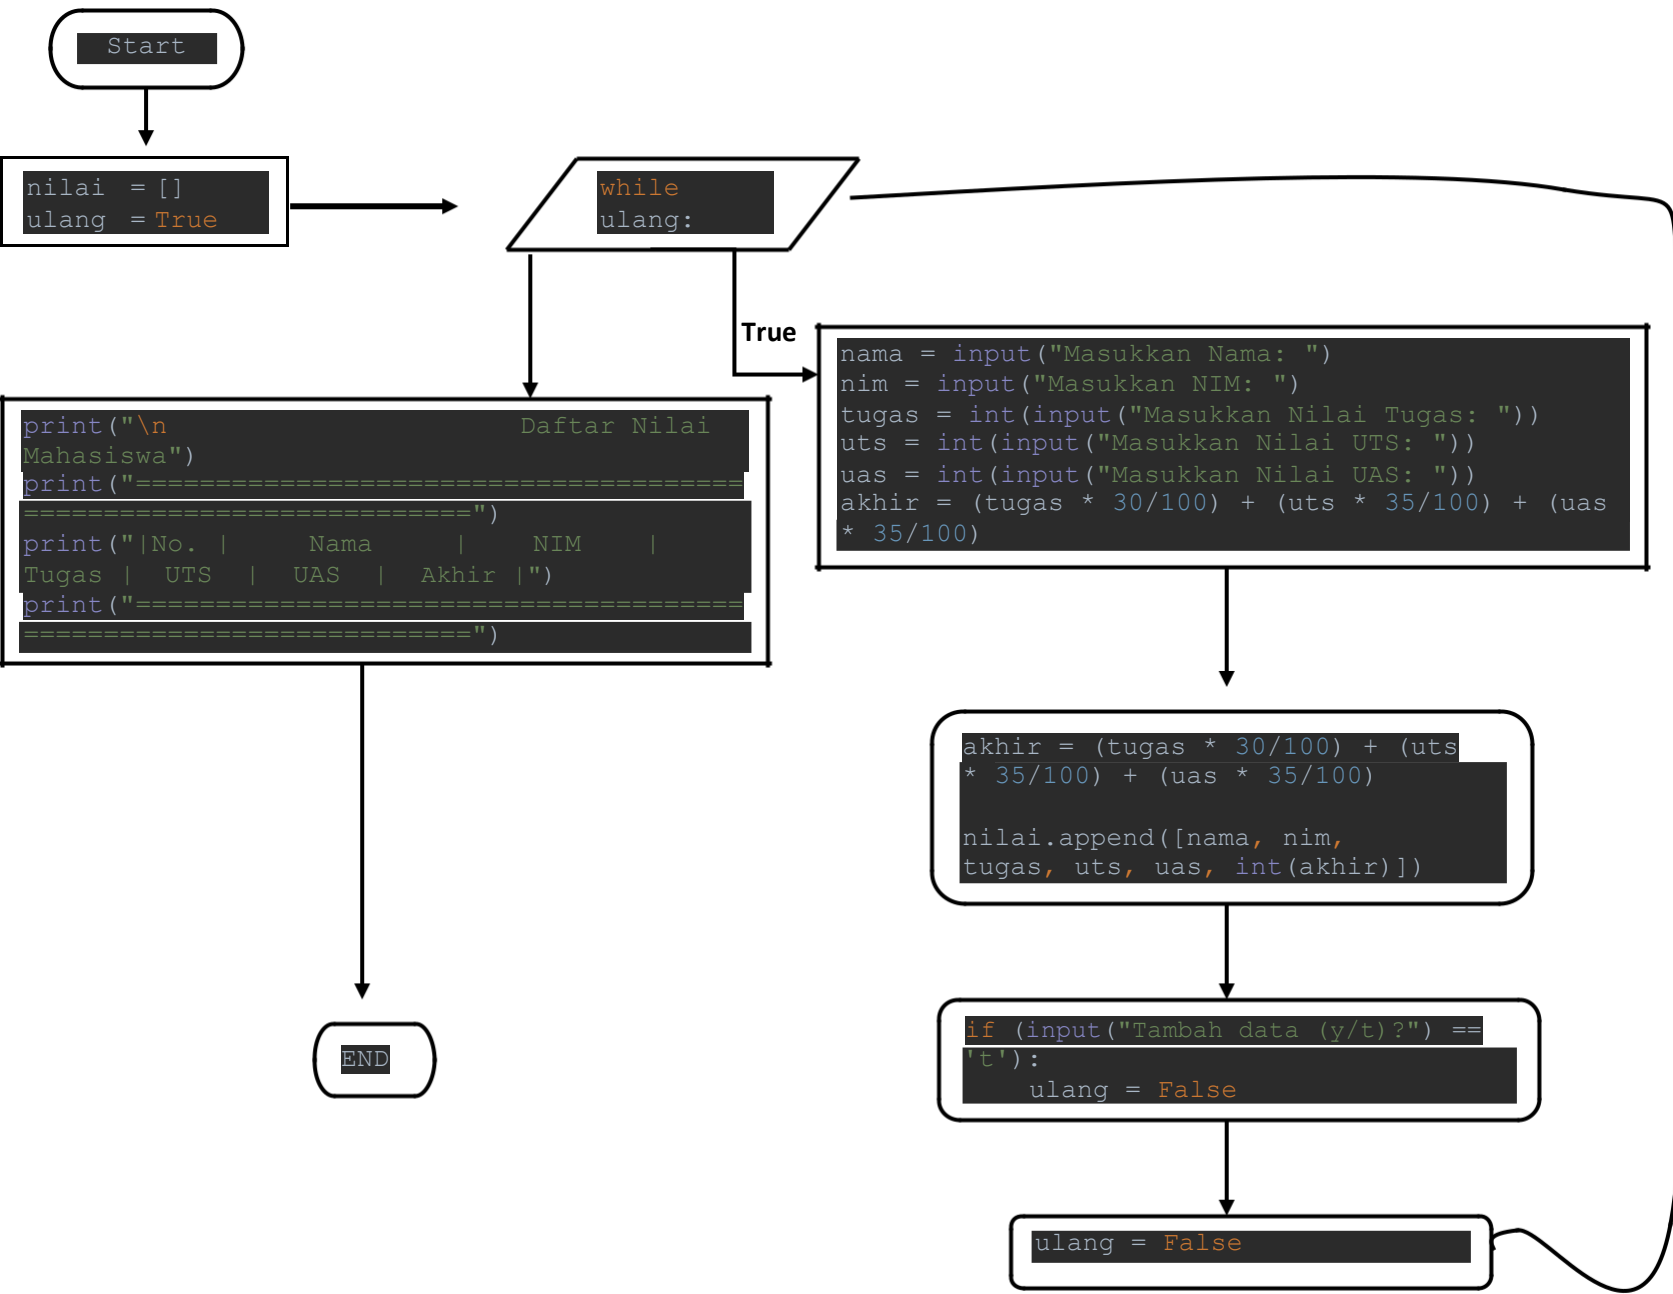 Start
nilai = []
ulang = True
while
ulang:
True
nama = input("Masukkan Nama: ")
nim = input("Masukkan NIM: ")
tugas = int(input("Masukkan Nilai Tugas: "))
uts = int(input("Masukkan Nilai UTS: "))
uas = int(input("Masukkan Nilai UAS: "))
akhir = (tugas * 30/100) + (uts * 35/100) + (uas
* 35/100)
print("\n Daftar Nilai
Mahasiswa")
print("======================================
============================")
print("|No. | Nama | NIM |
Tugas | UTS | UAS | Akhir |")
print("======================================
============================")
akhir = (tugas * 30/100) + (uts
* 35/100) + (uas * 35/100)
nilai.append([nama, nim,
tugas, uts, uas, int(akhir)])
if (input("Tambah data (y/t)?") ==
't'):
ulang = False
END
ulang = False